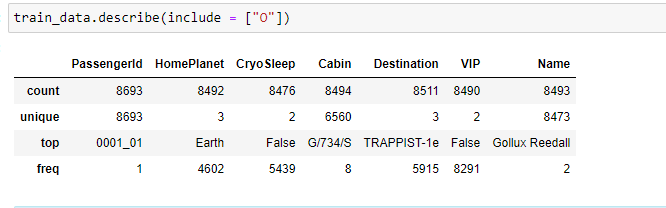 train_data.describe(include = ["O"])
PassengerId HomePlanet CryoSleep Cabin Destination VIP Name
count 8693 8492 8476 8494 8511 8490 8493
unique 8693 3 2 6560 3 2 8473
top 0001_01 Earth False G/734/S TRAPPIST-1e False Gollux Reedall
freq 1 4602 5439 8 5915 8291 2